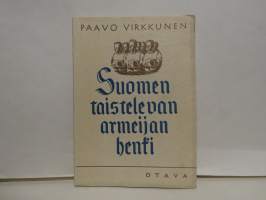 PAAVO VIRKKUNEN
Suomen
taistelevan
armeijan
henki
OTAVA